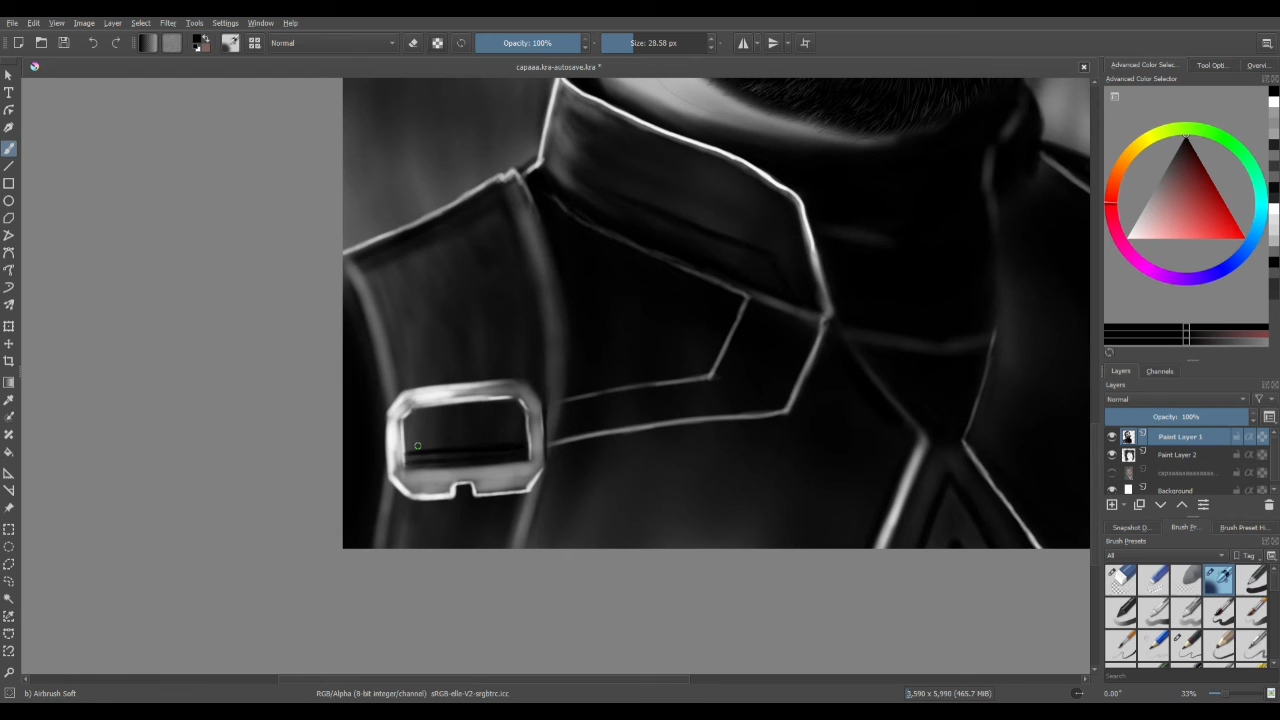 File Edit View Image Layer Select Filter Tools Settings Window Help
Normal Opacity: 100% Size: 28.58 px
capaaa.kra-autosave.kra *
Advanced Color Selec... Tool Opti... Overvi...
Advanced Color Selector
Layers Channels
Layers
Normal
Opacity: 100%
Paint Layer 1
Paint Layer 2
Background
Snapshot D... Brush Pr... Brush Preset H...
Brush Presets
All Tag
Search
b) Airbrush Soft RGB/Alpha (8-bit integer/channel) sRGB-elle-V2-srgbtrc.icc 3,590 x 5,990 (465.7 MiB) 0.00° 33%